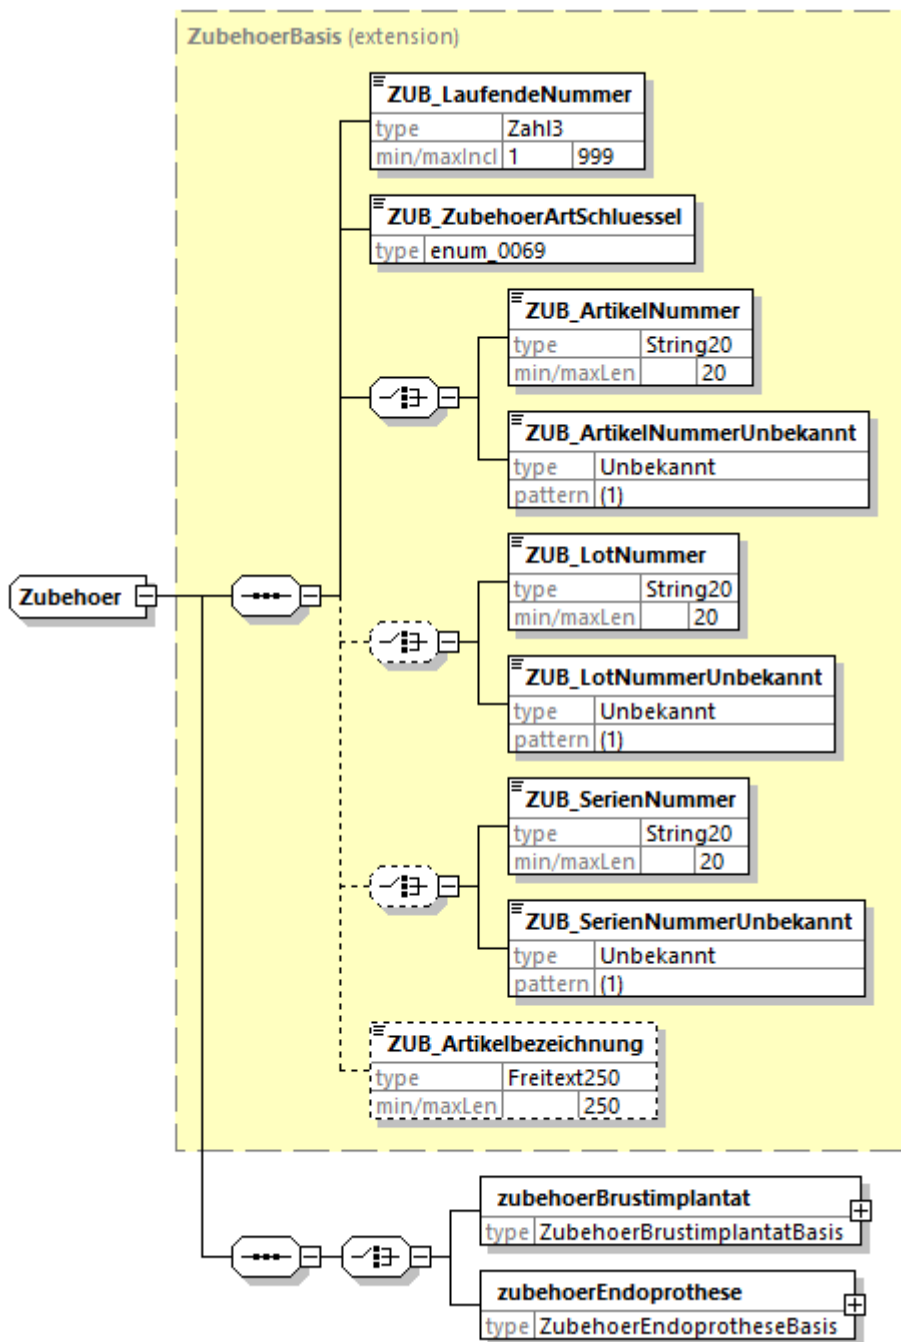 ZubehoerBasis (extension)
ZUB_LaufendeNummer
type Zahl3
min/maxIncl 1 999
ZUB_ZubehoerArtSchluessel
type enum_0069
ZUB_ArtikelNummer
type String20
min/maxLen 20
ZUB_ArtikelNummerUnbekannt
type Unbekannt
pattern (1)
ZUB_LotNummer
type String20
min/maxLen 20
Zubehoer
ZUB_LotNummerUnbekannt
type Unbekannt
pattern (1)
ZUB_SerienNummer
type String20
min/maxLen 20
ZUB_SerienNummerUnbekannt
type Unbekannt
pattern (1)
ZUB_Artikelbezeichnung
type Freitext250
min/maxLen 250
zubehoerBrustimplantat
type ZubehoerBrustimplantatBasis
zubehoerEndoprothese
type ZubehoerEndoprotheseBasis